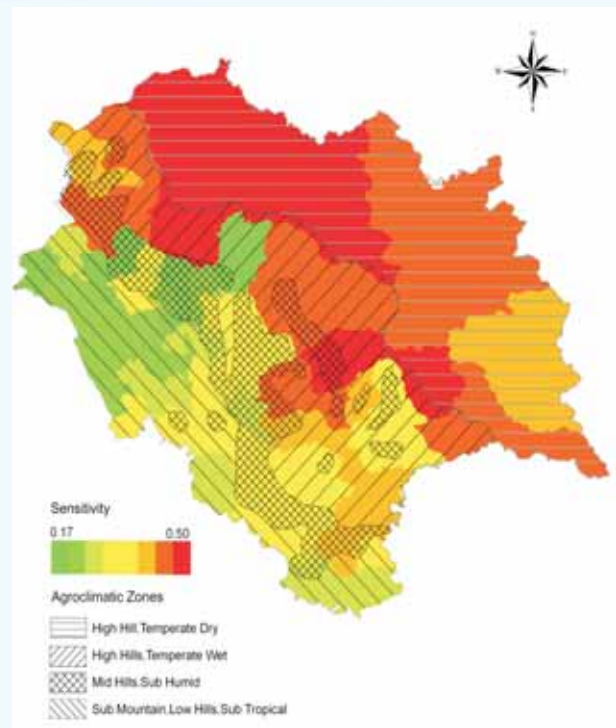 N
W E
S
Sensitivity
0.17 0.50
Agroclimatic Zones
High Hill.Temperate Dry
High Hills.Temperate Wet
Mid Hills.Sub Humid
Sub Mountain.Low Hills.Sub Tropical